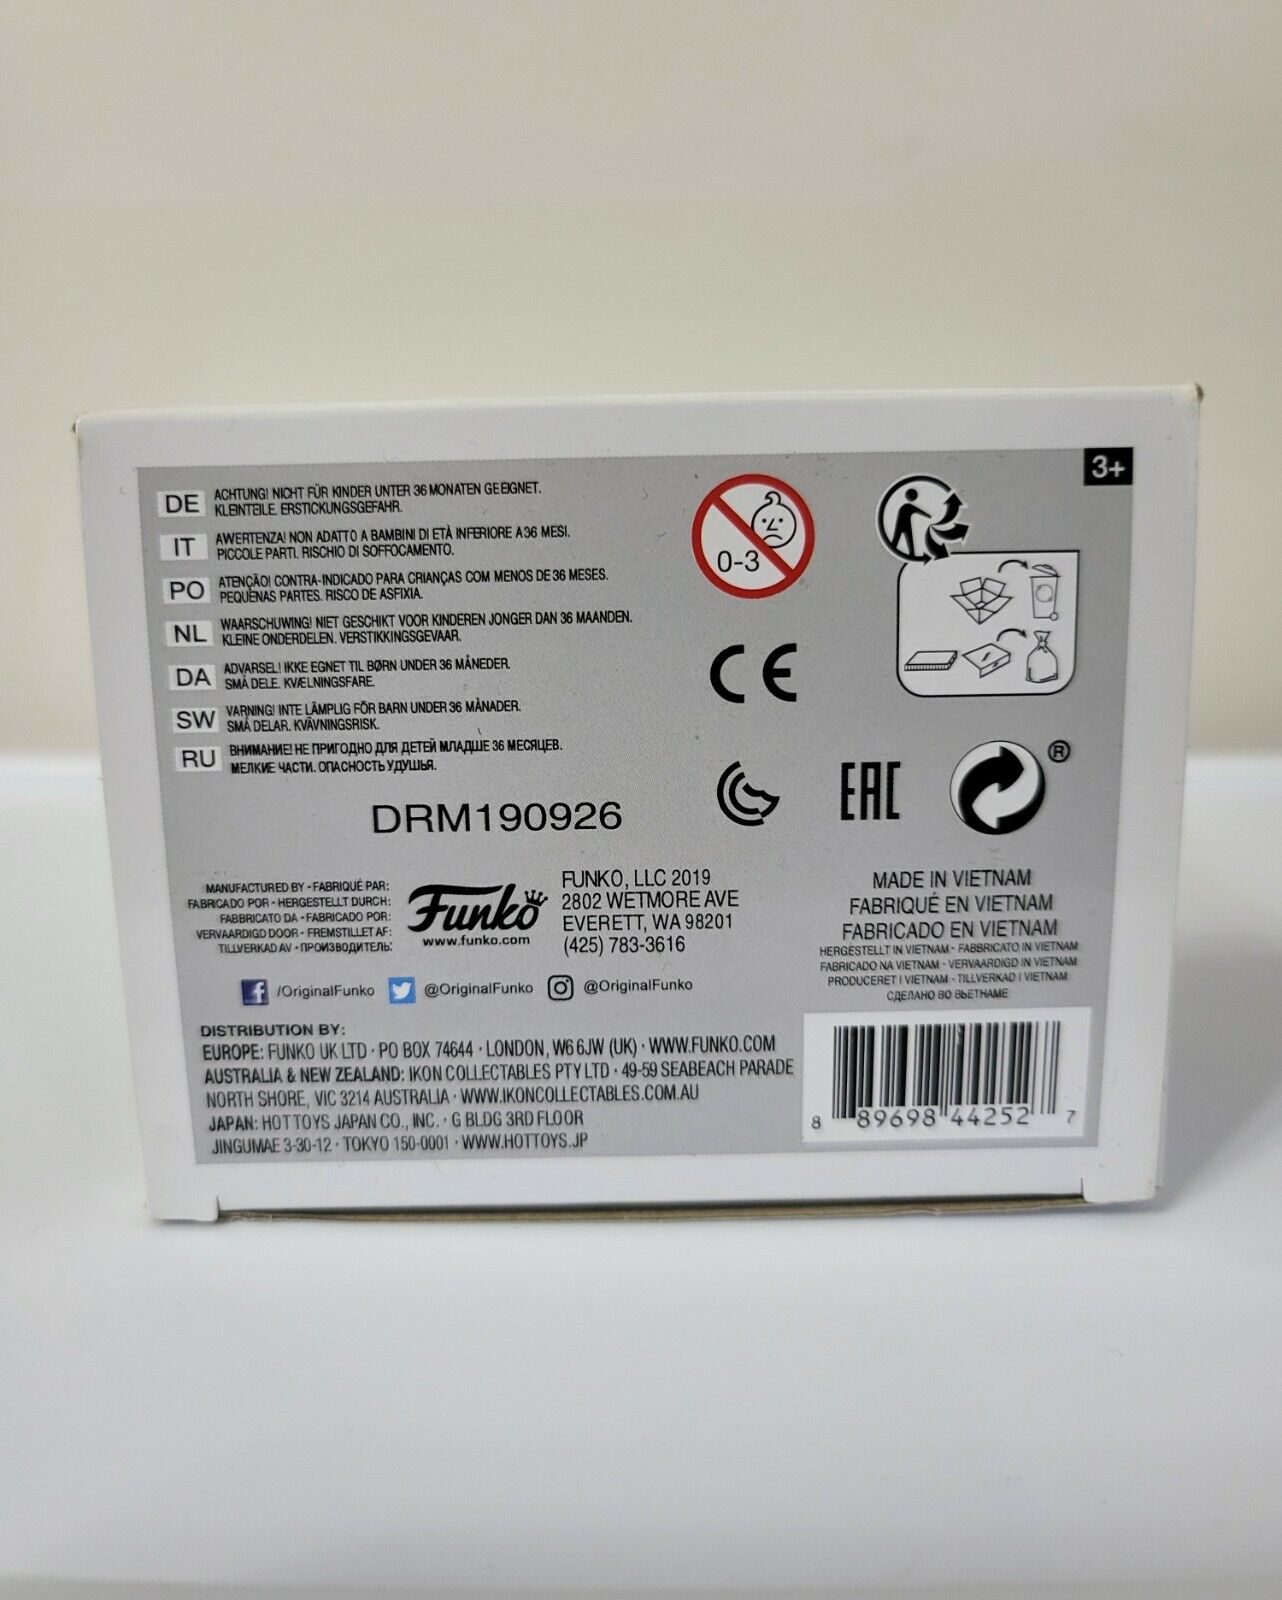 3+
DE ACHTUNG! NICHT FÜR KINDER UNTER 36 MONATEN GEEIGNET.
KLEINTEILE. ERSTICKUNGSGEFAHR.
IT AWERTENZA! NON ADATTO A BAMBINI DI ETÀ INFERIORE A 36 MESI.
PICCOLE PARTI. RISCHIO DI SOFFOCAMENTO.
PO ATENÇÃO! CONTRA-INDICADO PARA CRIANÇAS COM MENOS DE 36 MESES.
PEQUENAS PARTES. RISCO DE ASFIXIA.
NL WAARSCHUWING! NIET GESCHIKT VOOR KINDEREN JONGER DAN 36 MAANDEN.
KLEINE ONDERDELEN. VERSTIKKINGSGEVAAR.
DA ADVARSEL! IKKE EGNET TIL BØRN UNDER 36 MÅNEDER.
SMÅ DELE. KVÆLNINGSFARE.
SW VARNING! INTE LÄMPLIG FÖR BARN UNDER 36 MÅNADER.
SMÅ DELAR. KVÄVNINGSRISK.
RU ВНИМАНИЕ! НЕ ПРИГОДНО ДЛЯ ДЕТЕЙ МЛАДШЕ 36 МЕСЯЦЕВ.
МЕЛКИЕ ЧАСТИ. ОПАСНОСТЬ УДУШЬЯ.
0-3
CE
EAC
®
DRM190926
MANUFACTURED BY • FABRIQUÉ PAR:
FABRICADO POR • HERGESTELLT DURCH:
FABBRICATO DA • FABRICADO POR:
VERVAARDIGD DOOR • FREMSTILLET AF:
TILLVERKAD AV • ПРОИЗВОДИТЕЛЬ:
Funko
www.funko.com
FUNKO, LLC 2019
2802 WETMORE AVE
EVERETT, WA 98201
(425) 783-3616
MADE IN VIETNAM
FABRIQUÉ EN VIETNAM
FABRICADO EN VIETNAM
HERGESTELLT IN VIETNAM • FABBRICATO IN VIETNAM
FABRICADO NA VIETNAM • VERVAARDIGD IN VIETNAM
PRODUCERET I VIETNAM • TILLVERKAD I VIETNAM
СДЕЛАНО ВО ВЬЕТНАМЕ
f /OriginalFunko @OriginalFunko @OriginalFunko
DISTRIBUTION BY:
EUROPE: FUNKO UK LTD • PO BOX 74644 • LONDON, W6 6JW (UK) • WWW.FUNKO.COM
AUSTRALIA & NEW ZEALAND: IKON COLLECTABLES PTY LTD • 49-59 SEABEACH PARADE
NORTH SHORE, VIC 3214 AUSTRALIA • WWW.IKONCOLLECTABLES.COM.AU
JAPAN: HOT TOYS JAPAN CO., INC. • G BLDG 3RD FLOOR
JINGUMAE 3-30-12 • TOKYO 150-0001 • WWW.HOTTOYS.JP
8 89698 44252 7